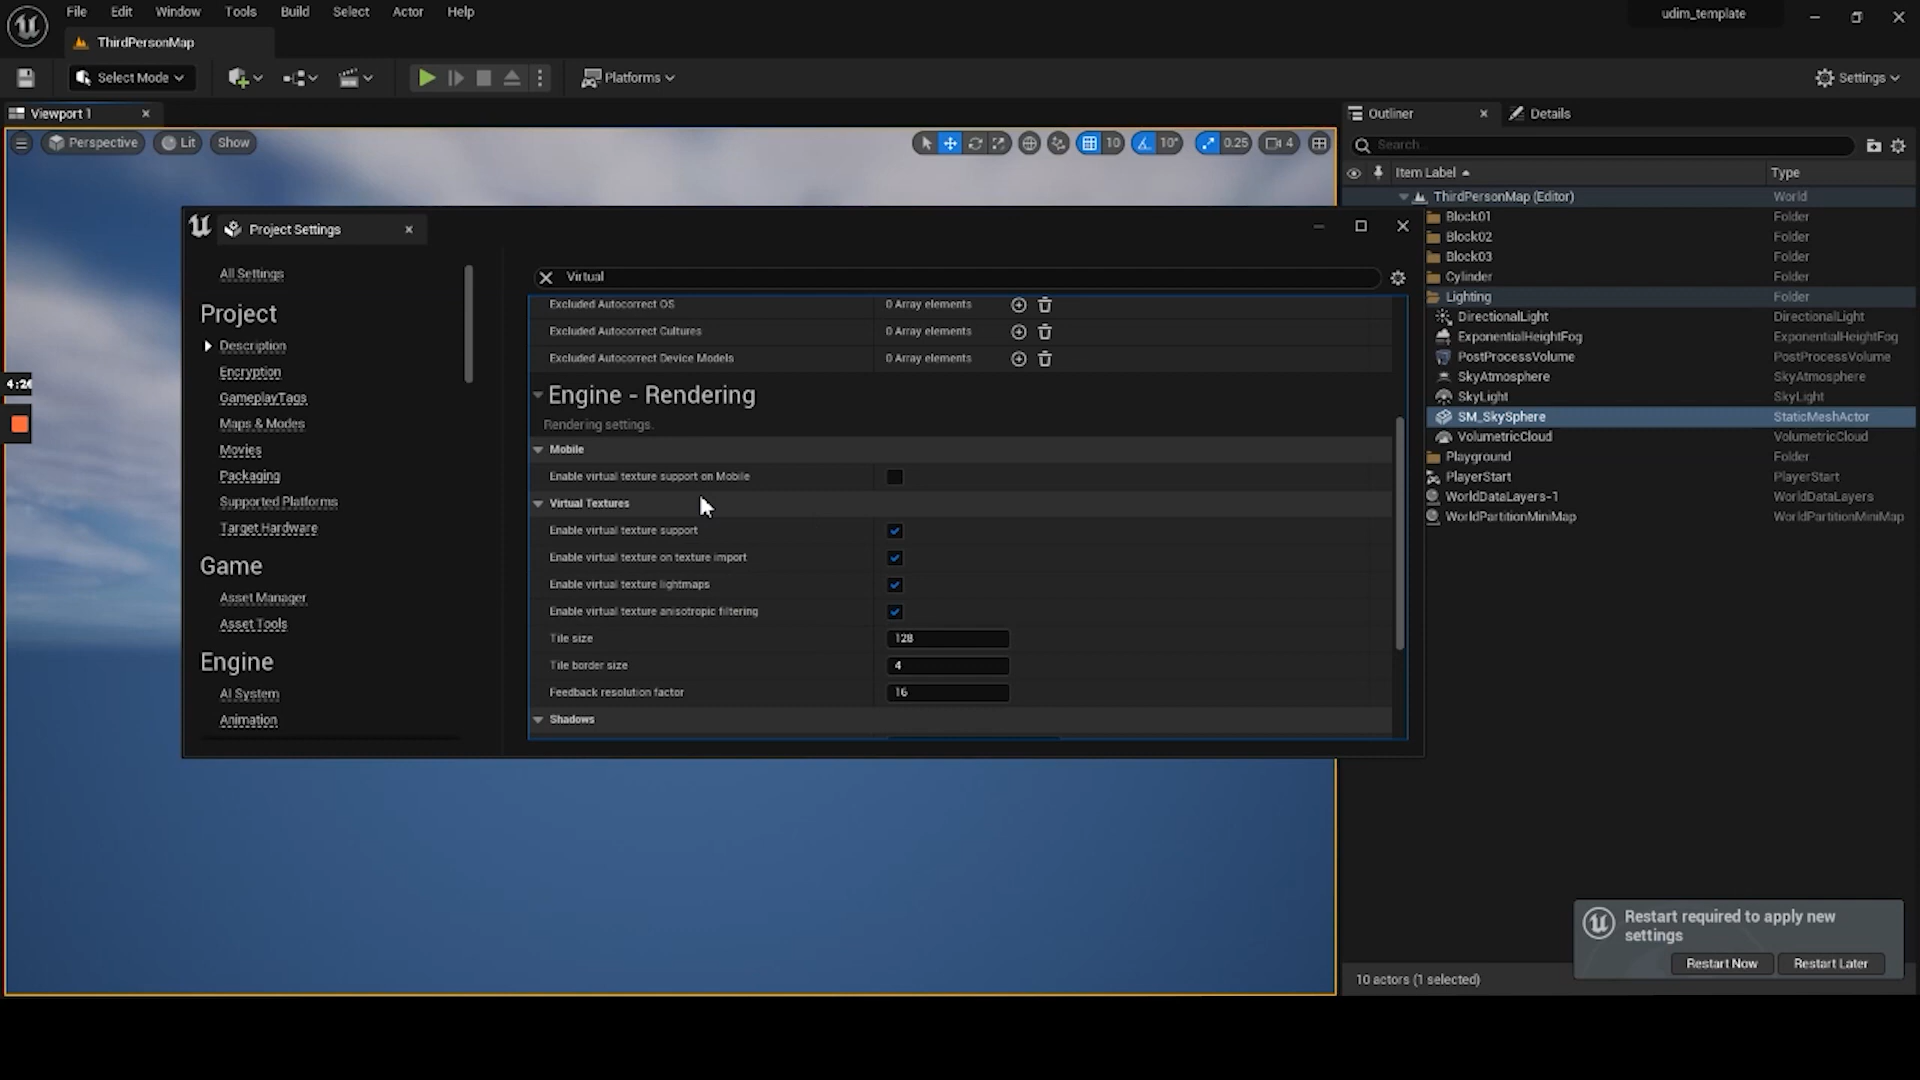 File Edit Window Tools Build Select Actor Help
udim_template
ThirdPersonMap
Select Mode
Platforms
Settings
Viewport 1
Perspective Lit Show
10 10° 0.25 4
Outliner Details
Search...
Item Label Type
ThirdPersonMap (Editor) World
Block01 Folder
Block02 Folder
Block03 Folder
Cylinder Folder
Lighting Folder
DirectionalLight DirectionalLight
ExponentialHeightFog ExponentialHeightFog
PostProcessVolume PostProcessVolume
SkyAtmosphere SkyAtmosphere
SkyLight SkyLight
SM_SkySphere StaticMeshActor
VolumetricCloud VolumetricCloud
Playground Folder
PlayerStart PlayerStart
WorldDataLayers-1 WorldDataLayers
WorldPartitionMiniMap WorldPartitionMiniMap
10 actors (1 selected)
Project Settings
All Settings
Project
Description
Encryption
GameplayTags
Maps & Modes
Movies
Packaging
Supported Platforms
Target Hardware
Game
Asset Manager
Asset Tools
Engine
AI System
Animation
Virtual
Excluded Autocorrect OS 0 Array elements
Excluded Autocorrect Cultures 0 Array elements
Excluded Autocorrect Device Models 0 Array elements
Engine - Rendering
Rendering settings.
Mobile
Enable virtual texture support on Mobile
Virtual Textures
Enable virtual texture support
Enable virtual texture on texture import
Enable virtual texture lightmaps
Enable virtual texture anisotropic filtering
Tile size 128
Tile border size 4
Feedback resolution factor 16
Shadows
Restart required to apply new
settings
Restart Now Restart Later